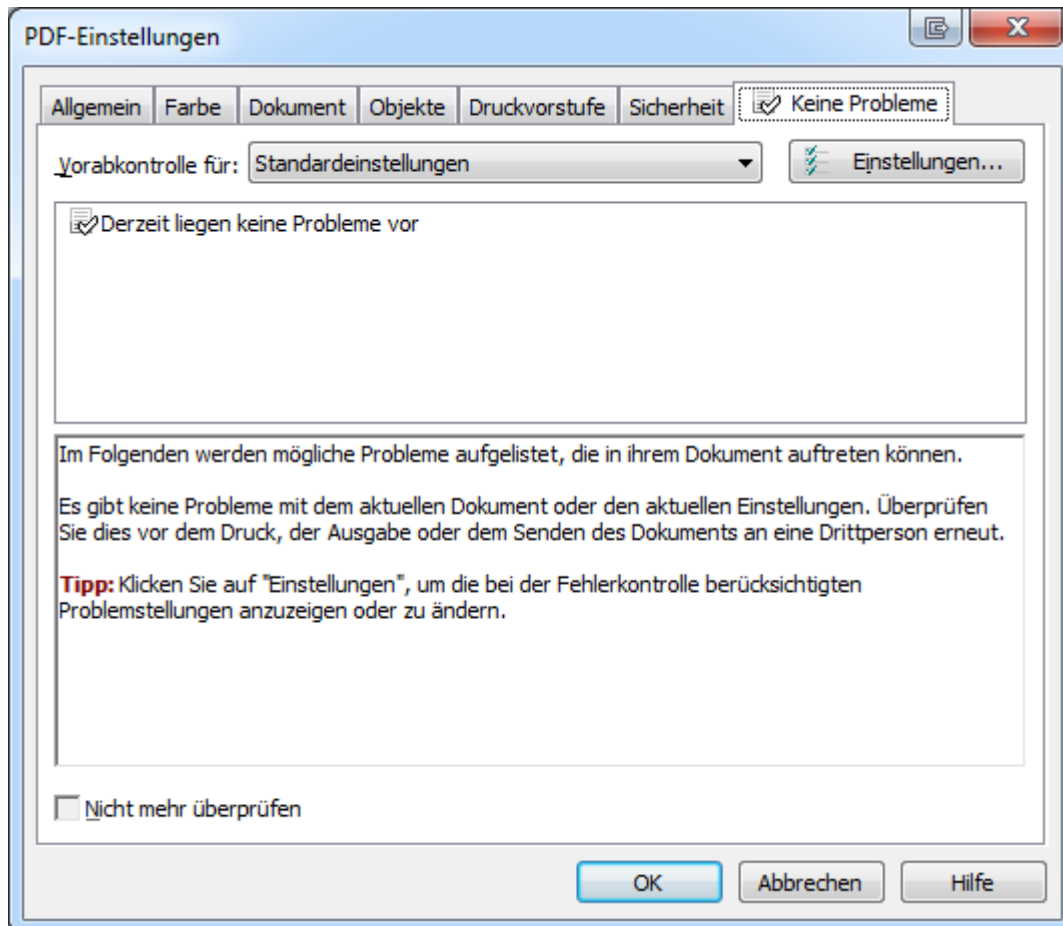 PDF-Einstellungen
Allgemein Farbe Dokument Objekte Druckvorstufe Sicherheit Keine Probleme
Vorabkontrolle für: Standardeinstellungen Einstellungen...
Derzeit liegen keine Probleme vor
Im Folgenden werden mögliche Probleme aufgelistet, die in ihrem Dokument auftreten können.
Es gibt keine Probleme mit dem aktuellen Dokument oder den aktuellen Einstellungen. Überprüfen
Sie dies vor dem Druck, der Ausgabe oder dem Senden des Dokuments an eine Drittperson erneut.
Tipp: Klicken Sie auf "Einstellungen", um die bei der Fehlerkontrolle berücksichtigten
Problemstellungen anzuzeigen oder zu ändern.
Nicht mehr überprüfen
OK Abbrechen Hilfe